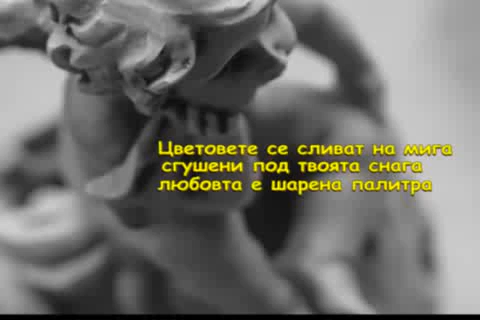 Цветовете се сливат на мига
сгушени под твоята снага
любовта е шарена палитра